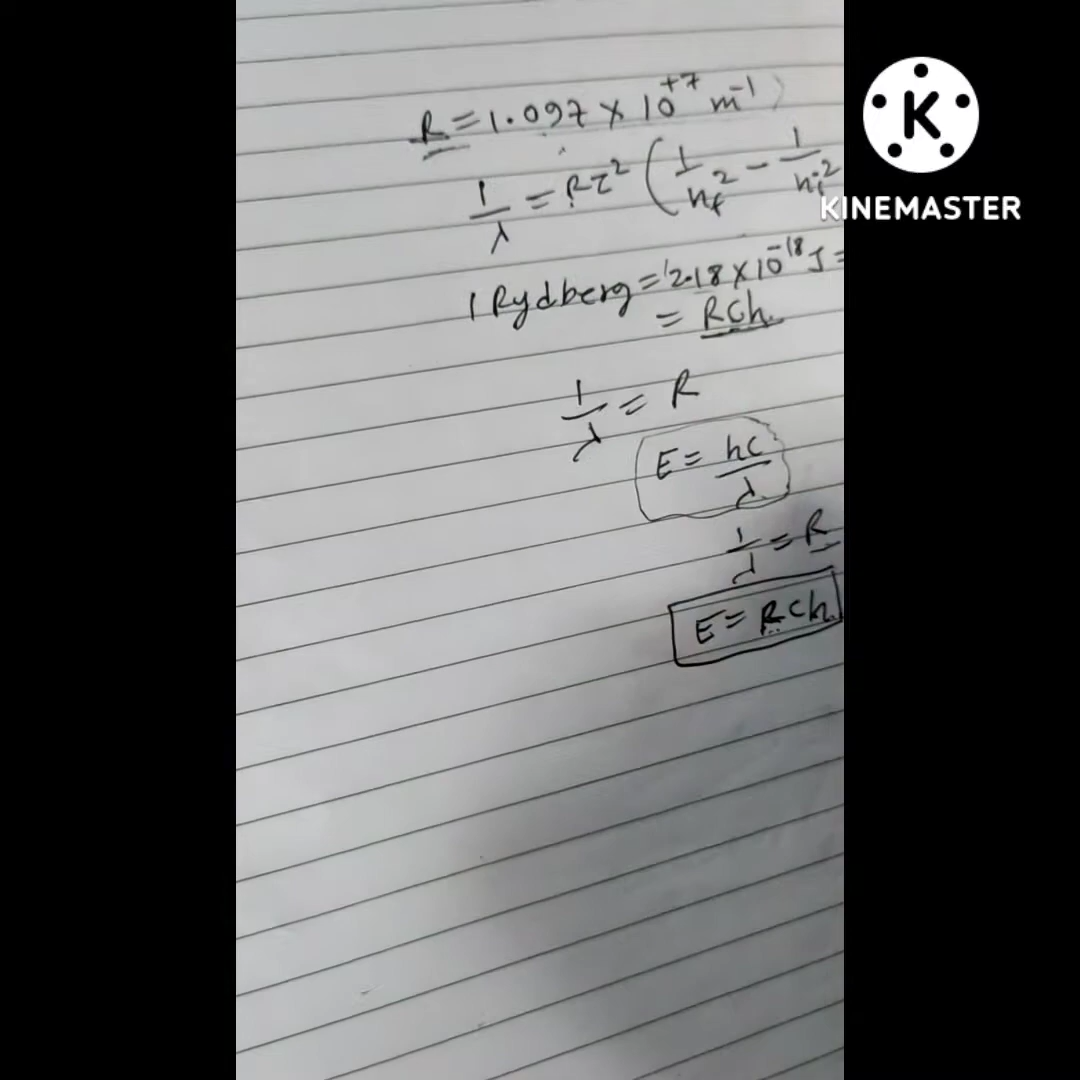 R = 1.097 × 10⁺⁷ m⁻¹
1/λ = RZ² (1/n_f² − 1/n_i²
1 Rydberg = 2.18 × 10⁻¹⁸ J =
= RCh.
1/λ = R
E = hc/λ
1/λ = R
E = RCh.
K
KINEMASTER